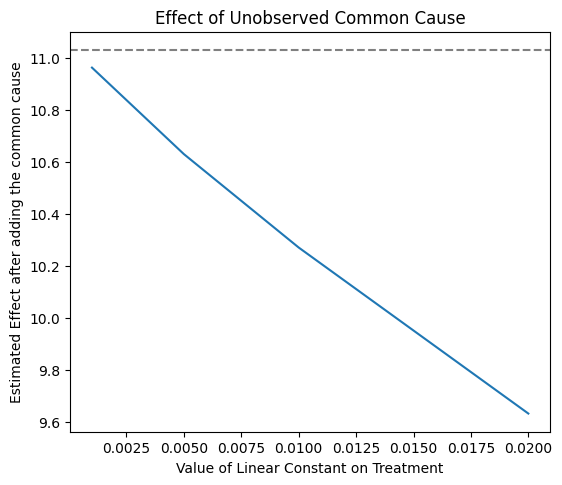 Effect of Unobserved Common Cause
Estimated Effect after adding the common cause
11.0
10.8
10.6
10.4
10.2
10.0
9.8
9.6
0.0025 0.0050 0.0075 0.0100 0.0125 0.0150 0.0175 0.0200
Value of Linear Constant on Treatment